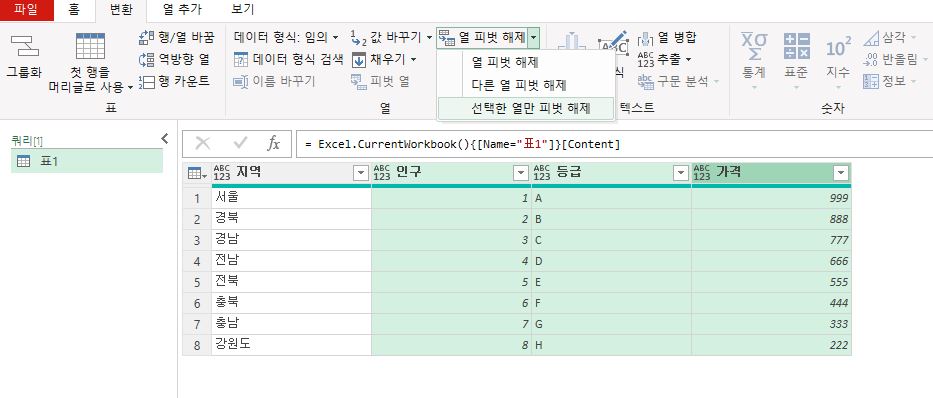 파일 홈 변환 열 추가 보기
그룹화
첫 행을
머리글로 사용
행/열 바꿈
역방향 열
행 카운트
표
데이터 형식: 임의
데이터 형식 검색
이름 바꾸기
값 바꾸기
채우기
피벗 열
열 피벗 해제
열 피벗 해제
다른 열 피벗 해제
선택한 열만 피벗 해제
열
식
열 병합
추출
구문 분석
텍스트
통계
표준
지수
삼각
반올림
정보
숫자
쿼리[1]
표1
= Excel.CurrentWorkbook(){[Name="표1"]}[Content]
지역 인구 등급 가격
1 서울 1 A 999
2 경북 2 B 888
3 경남 3 C 777
4 전남 4 D 666
5 전북 5 E 555
6 충북 6 F 444
7 충남 7 G 333
8 강원도 8 H 222